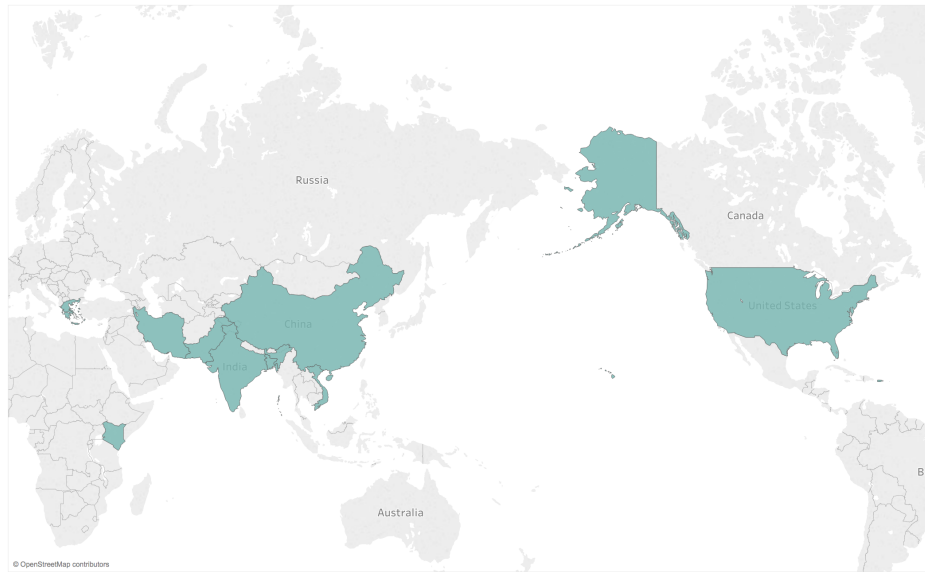 Russia
Canada
United States
China
India
Australia
B
© OpenStreetMap contributors